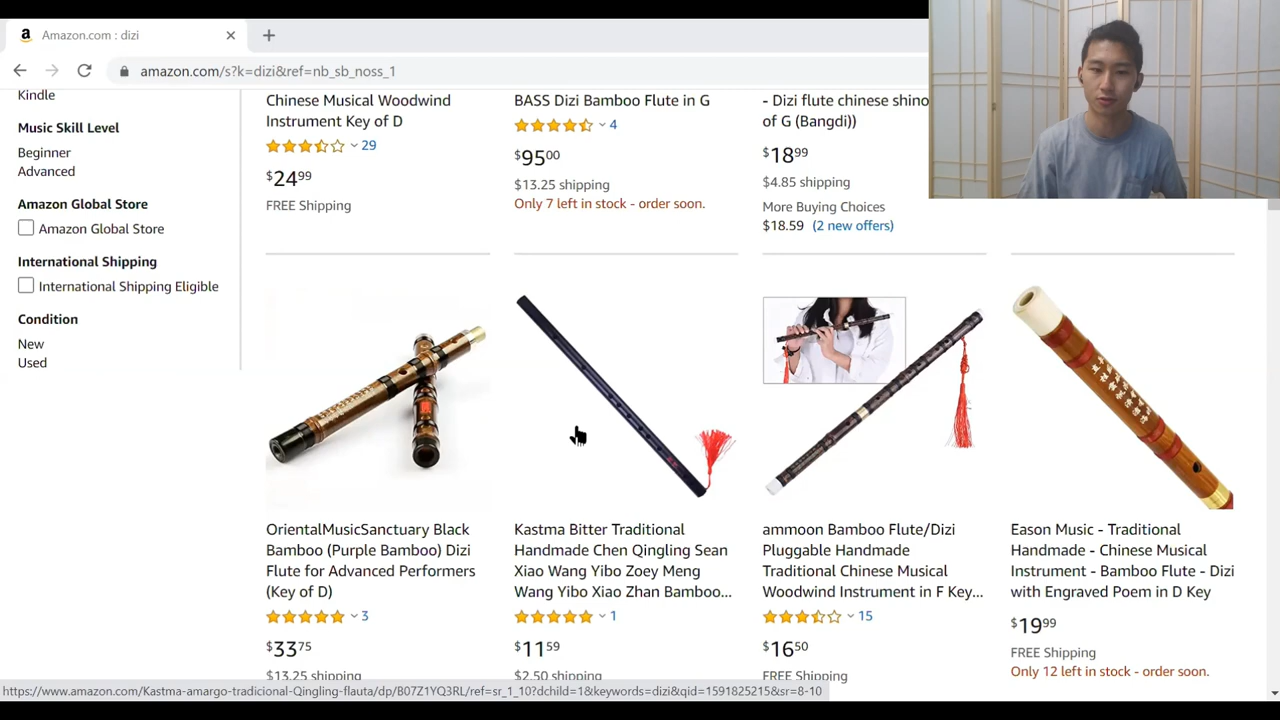 Amazon.com : dizi
amazon.com/s?k=dizi&ref=nb_sb_noss_1
Kindle
Music Skill Level
Beginner
Advanced
Amazon Global Store
Amazon Global Store
International Shipping
International Shipping Eligible
Condition
New
Used
Chinese Musical Woodwind
Instrument Key of D
29
$24.99
FREE Shipping
BASS Dizi Bamboo Flute in G
4
$95.00
$13.25 shipping
Only 7 left in stock - order soon.
- Dizi flute chinese shino
of G (Bangdi))
$18.99
$4.85 shipping
More Buying Choices
$18.59 (2 new offers)
OrientalMusicSanctuary Black
Bamboo (Purple Bamboo) Dizi
Flute for Advanced Performers
(Key of D)
3
$33.75
$13.25 shipping
Kastma Bitter Traditional
Handmade Chen Qingling Sean
Xiao Wang Yibo Zoey Meng
Wang Yibo Xiao Zhan Bamboo...
1
$11.59
$2.50 shipping
ammoon Bamboo Flute/Dizi
Pluggable Handmade
Traditional Chinese Musical
Woodwind Instrument in F Key...
15
$16.50
FREE Shipping
Eason Music - Traditional
Handmade - Chinese Musical
Instrument - Bamboo Flute - Dizi
with Engraved Poem in D Key
$19.99
FREE Shipping
Only 12 left in stock - order soon.
https://www.amazon.com/Kastma-amargo-tradicional-Qingling-flauta/dp/B07Z1YQ3RL/ref=sr_1_10?dchild=1&keywords=dizi&qid=1591825215&sr=8-10